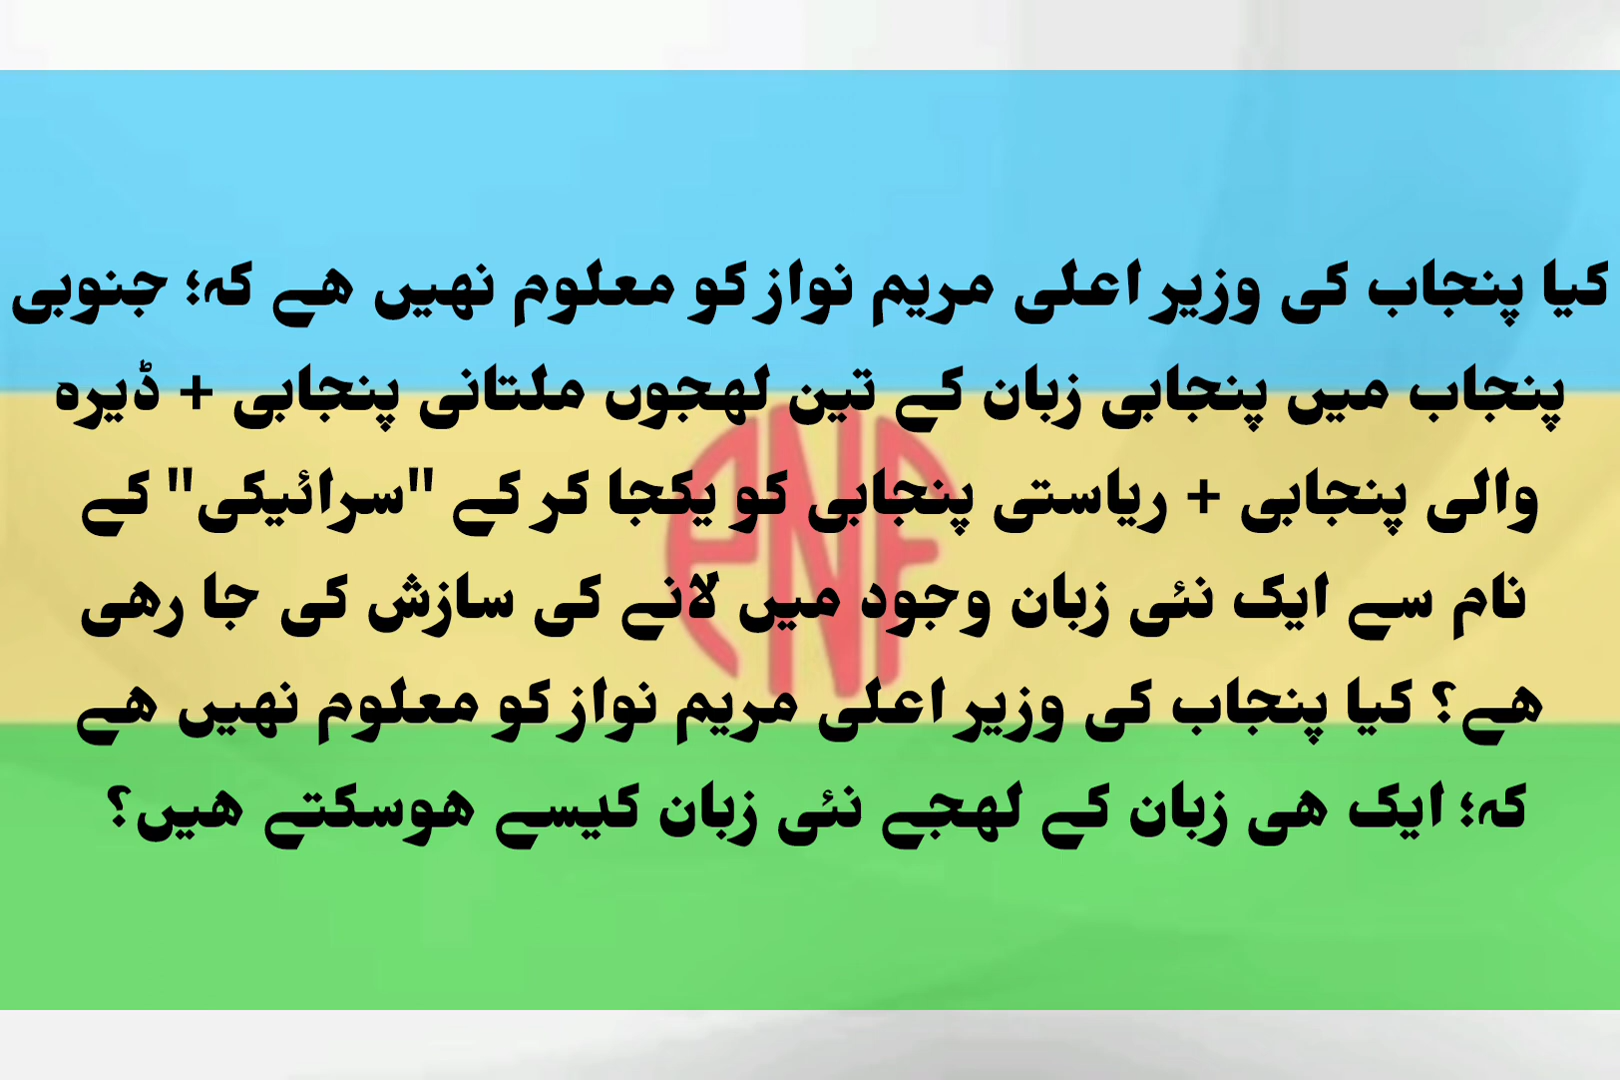 کیا پنجاب کی وزیر اعلی مریم نواز کو معلوم نھیں ھے کہ؛ جنوبی
پنجاب میں پنجابی زبان کے تین لھجوں ملتانی پنجابی + ڈیرہ
والی پنجابی + ریاستی پنجابی کو یکجا کر کے "سرائیکی" کے
نام سے ایک نئی زبان وجود میں لانے کی سازش کی جا رھی
ھے؟ کیا پنجاب کی وزیر اعلی مریم نواز کو معلوم نھیں ھے
کہ؛ ایک ھی زبان کے لھجے نئی زبان کیسے ھوسکتے ھیں؟
PNF